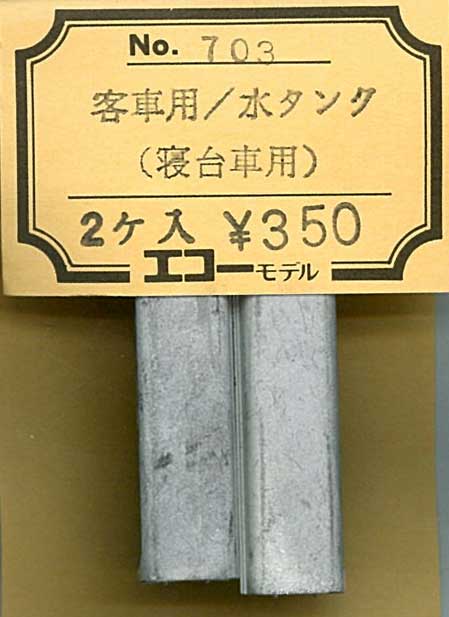 No. 703
客車用/水タンク
(寝台車用)
2ケ入 ¥350
エコーモデル